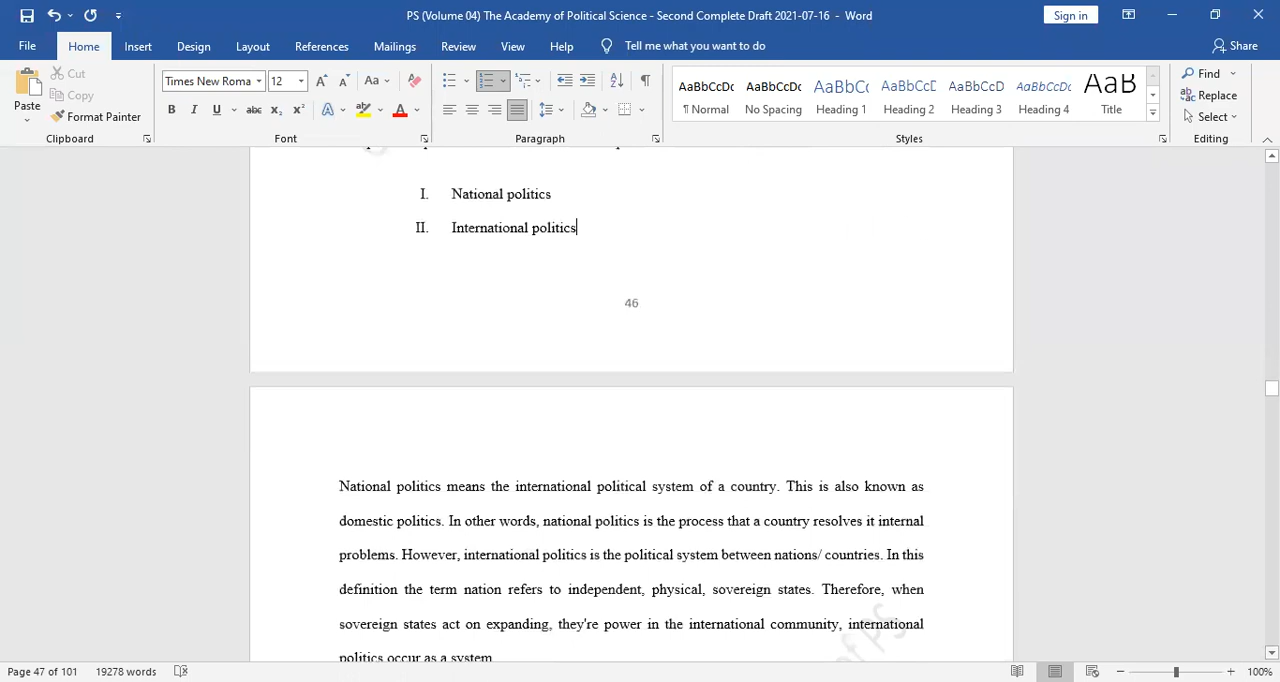 PS (Volume 04) The Academy of Political Science - Second Complete Draft 2021-07-16 - Word
Sign in
File Home Insert Design Layout References Mailings Review View Help Tell me what you want to do Share
Paste
Cut
Copy
Format Painter
Clipboard
Times New Roma 12
Font
Paragraph
AaBbCcDc AaBbCcDc AaBbC( AaBbCcD AaBbCcD AaBbCcDc AaB
¶ Normal No Spacing Heading 1 Heading 2 Heading 3 Heading 4 Title
Styles
Find
Replace
Select
Editing
I. National politics
II. International politics
46
National politics means the international political system of a country. This is also known as
domestic politics. In other words, national politics is the process that a country resolves it internal
problems. However, international politics is the political system between nations/ countries. In this
definition the term nation refers to independent, physical, sovereign states. Therefore, when
sovereign states act on expanding, they're power in the international community, international
politics occur as a system.
of PS
Page 47 of 101 19278 words 100%